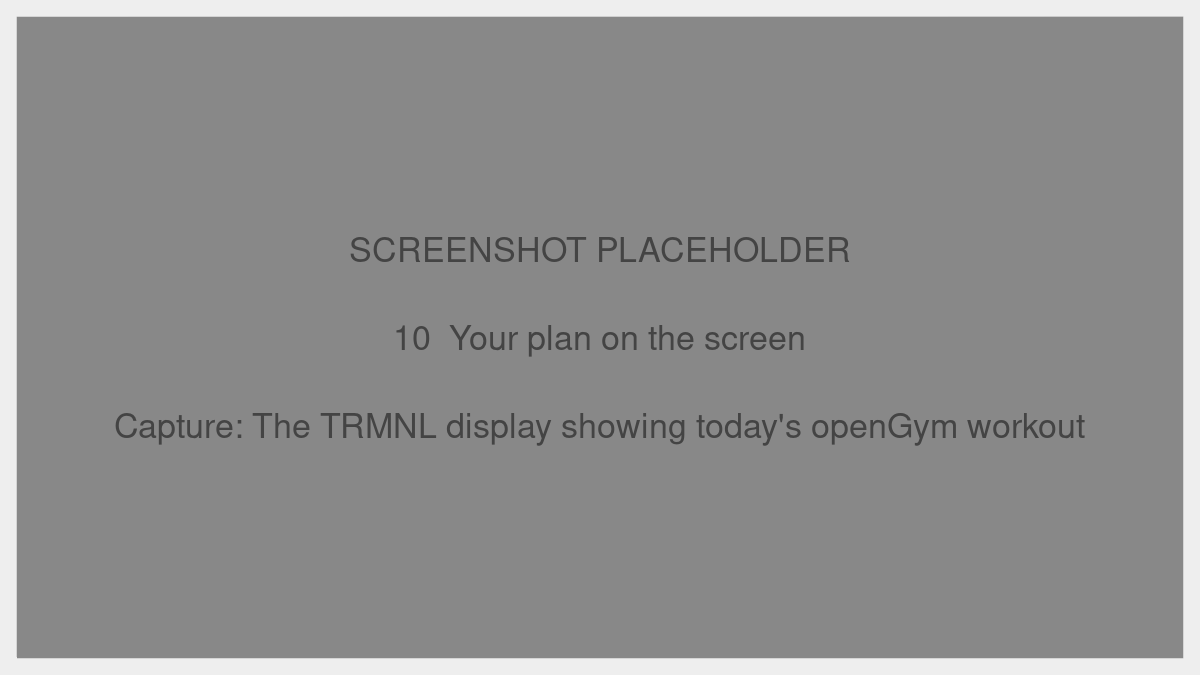 SCREENSHOT PLACEHOLDER
10  Your plan on the screen
Capture: The TRMNL display showing today's openGym workout